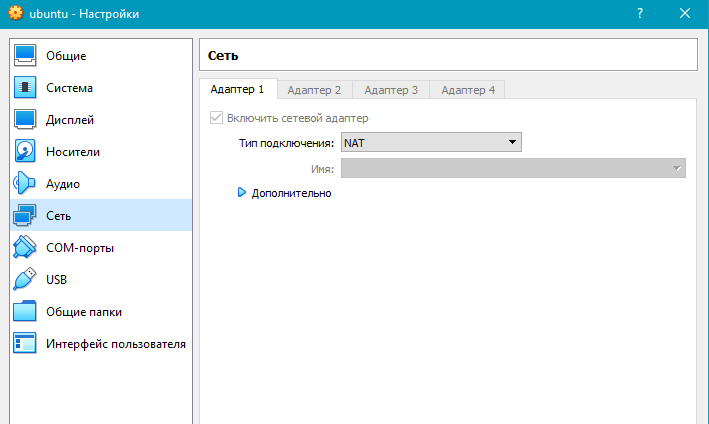 ubuntu - Настройки
?
Общие
Система
Дисплей
Носители
Аудио
Сеть
COM-порты
USB
Общие папки
Интерфейс пользователя
Сеть
Адаптер 1
Адаптер 2
Адаптер 3
Адаптер 4
Включить сетевой адаптер
Тип подключения: NAT
Имя:
Дополнительно